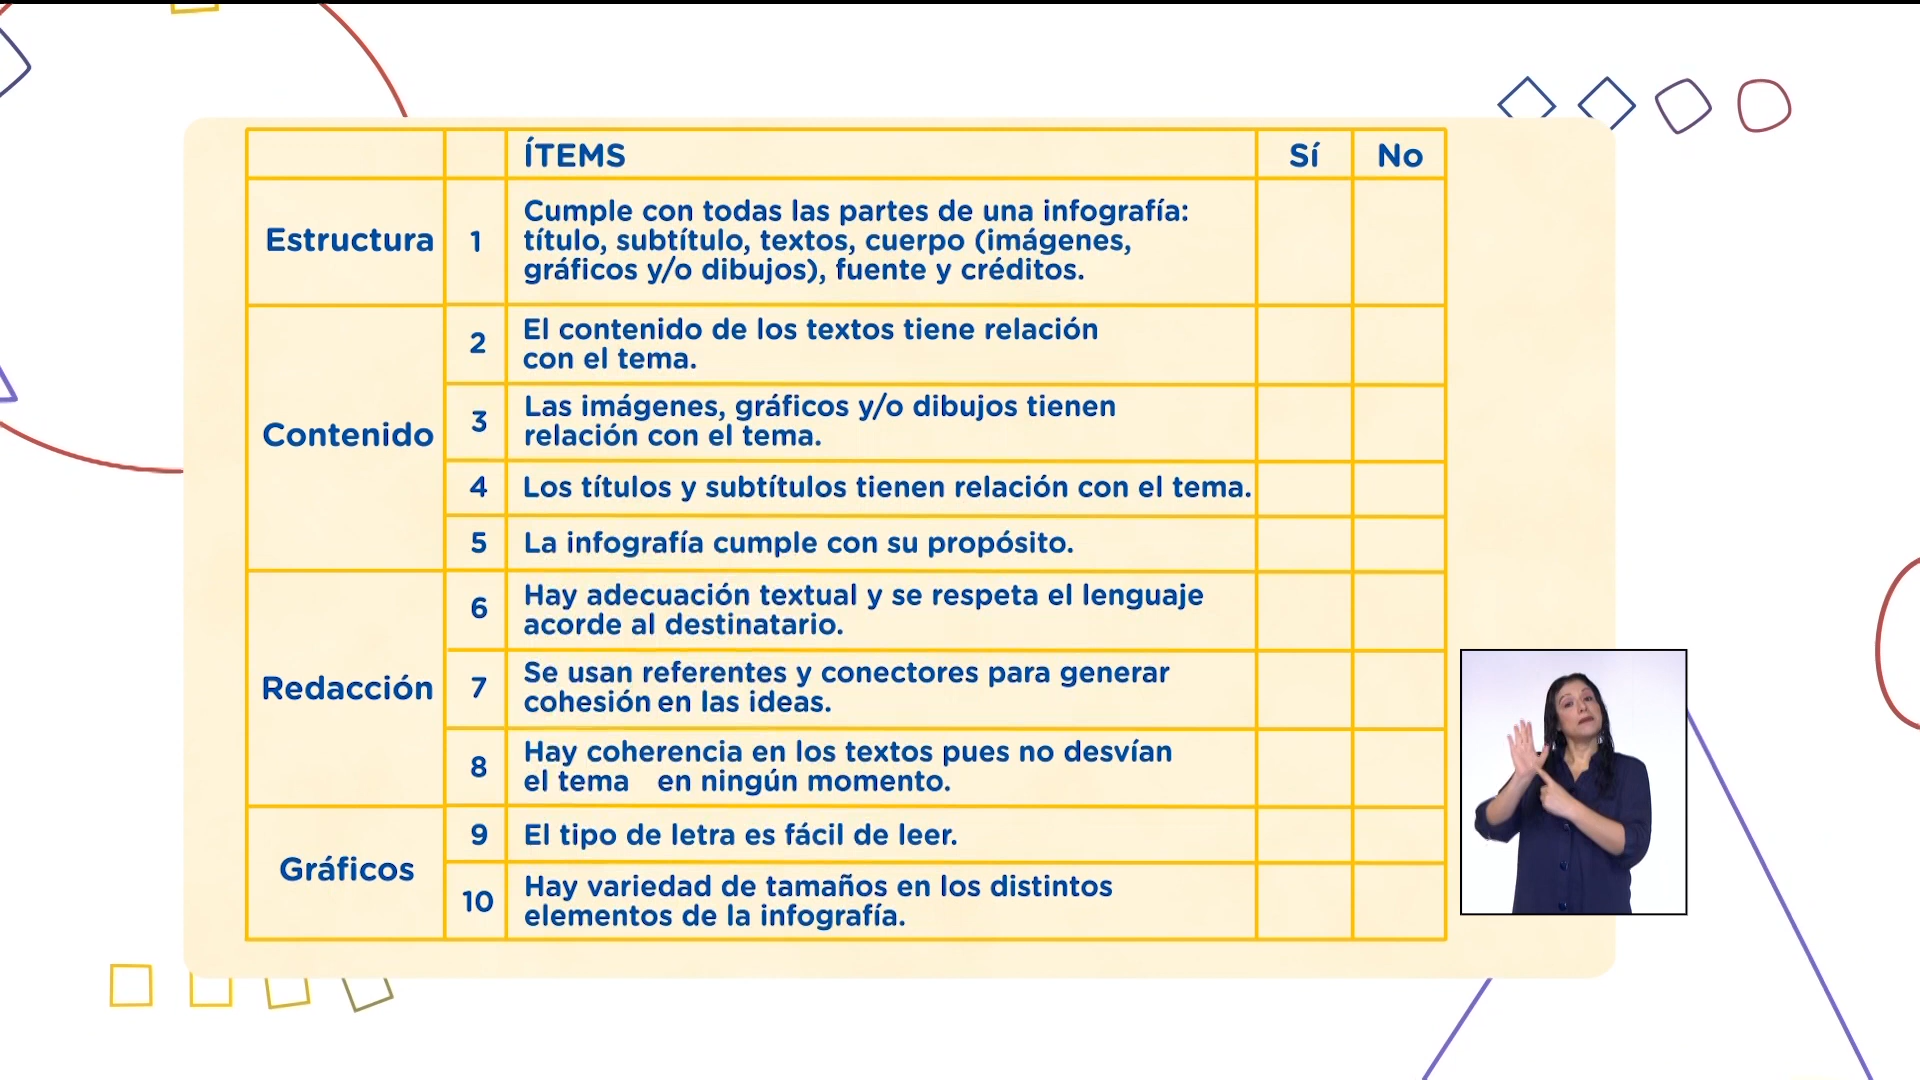 ÍTEMS Sí No
Estructura 1 Cumple con todas las partes de una infografía:
título, subtítulo, textos, cuerpo (imágenes,
gráficos y/o dibujos), fuente y créditos.
Contenido
2 El contenido de los textos tiene relación
con el tema.
3 Las imágenes, gráficos y/o dibujos tienen
relación con el tema.
4 Los títulos y subtítulos tienen relación con el tema.
5 La infografía cumple con su propósito.
Redacción
6 Hay adecuación textual y se respeta el lenguaje
acorde al destinatario.
7 Se usan referentes y conectores para generar
cohesión en las ideas.
8 Hay coherencia en los textos pues no desvían
el tema en ningún momento.
Gráficos
9 El tipo de letra es fácil de leer.
10 Hay variedad de tamaños en los distintos
elementos de la infografía.